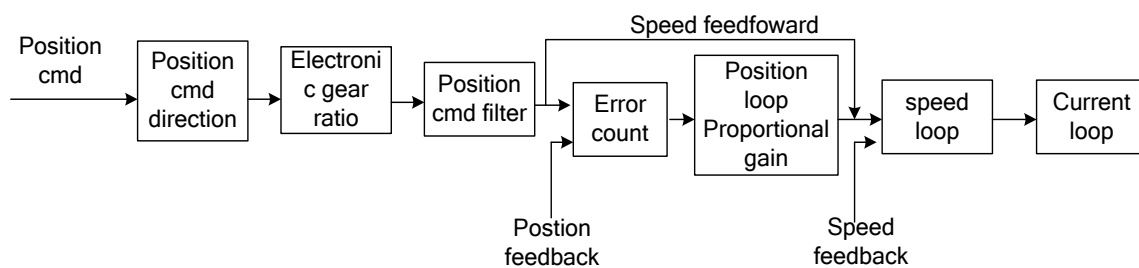 Position
cmd
Position
cmd
direction
Electroni
c gear
ratio
Position
cmd filter
Speed feedfoward
Error
count
Position
loop
Proportional
gain
speed
loop
Current
loop
Postion
feedback
Speed
feedback